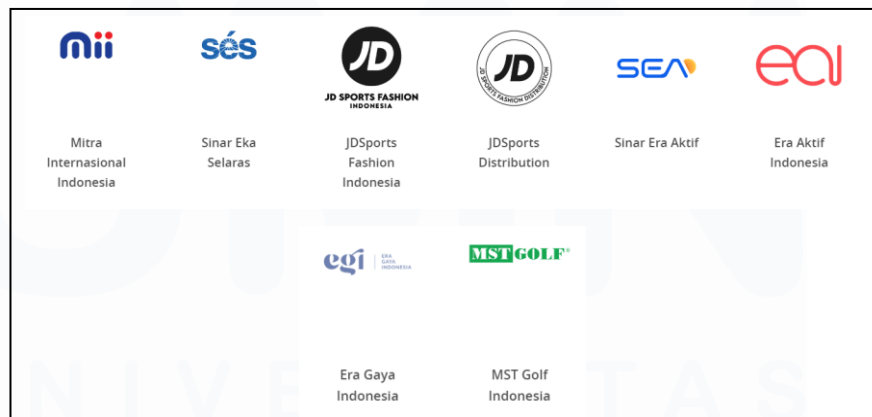 mii
sés
JD
JD SPORTS FASHION
INDONESIA
JD
JD SPORTS FASHION DISTRIBUTION
SEA
eai
Mitra
Internasional
Indonesia
Sinar Eka
Selaras
JDSports
Fashion
Indonesia
JDSports
Distribution
Sinar Era Aktif
Era Aktif
Indonesia
egi
ERA
GAYA
INDONESIA
MST GOLF®
Era Gaya
Indonesia
MST Golf
Indonesia